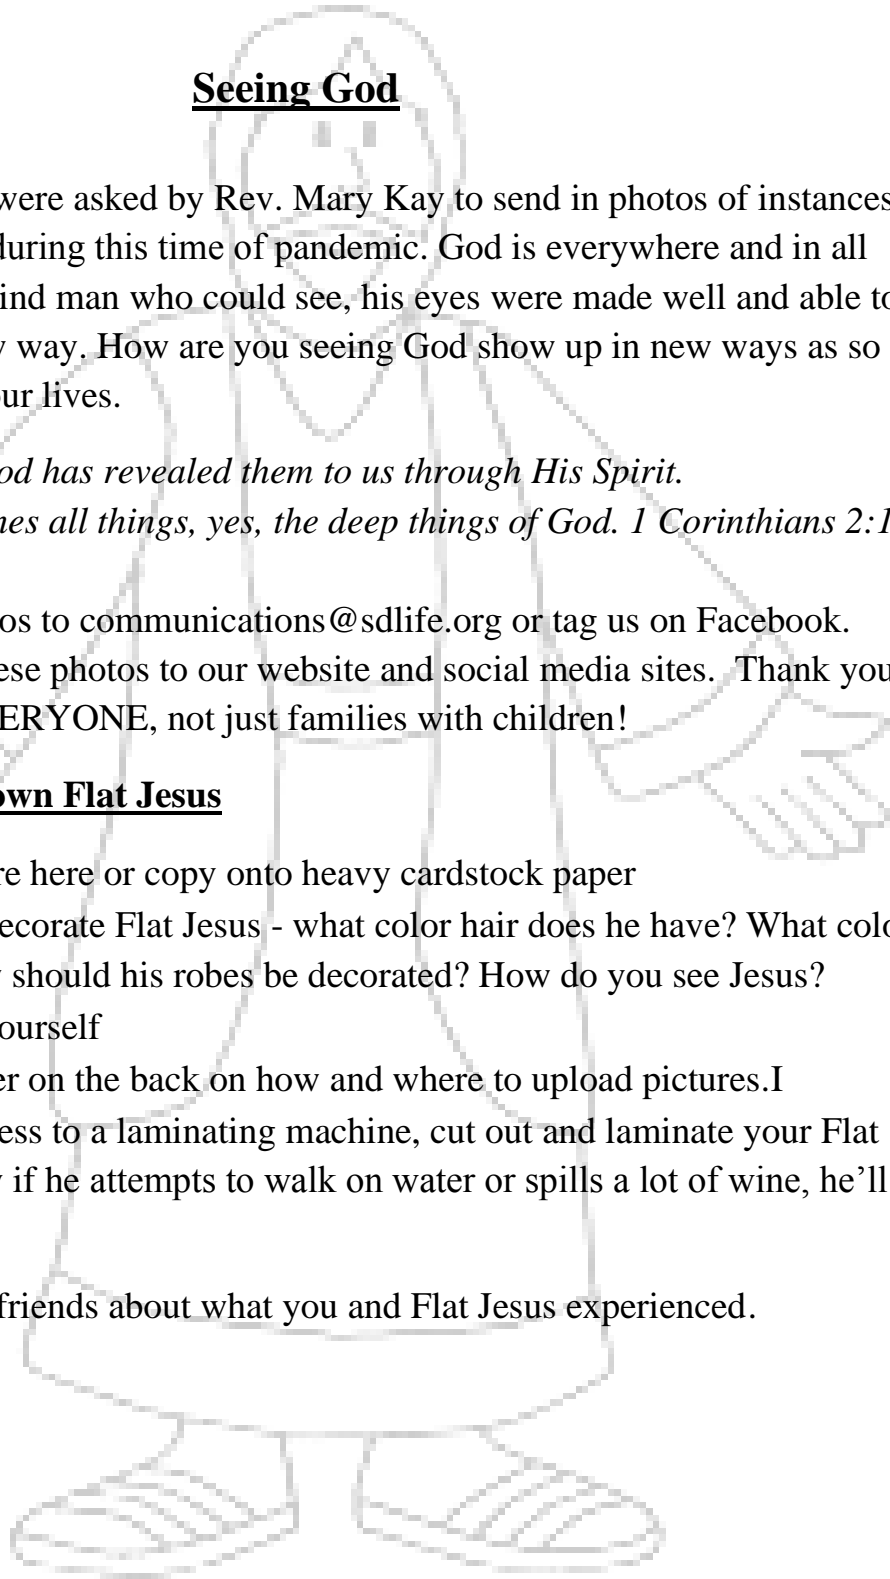 Seeing God
were asked by Rev. Mary Kay to send in photos of instances
during this time of pandemic. God is everywhere and in all
ind man who could see, his eyes were made well and able to
way. How are you seeing God show up in new ways as so
ur lives.
od has revealed them to us through His Spirit.
nes all things, yes, the deep things of God. 1 Corinthians 2:1
os to communications@sdlife.org or tag us on Facebook.
ese photos to our website and social media sites.  Thank you
ERYONE, not just families with children!
own Flat Jesus
re here or copy onto heavy cardstock paper
decorate Flat Jesus - what color hair does he have? What colo
should his robes be decorated? How do you see Jesus?
ourself
er on the back on how and where to upload pictures.I
ess to a laminating machine, cut out and laminate your Flat
if he attempts to walk on water or spills a lot of wine, he’ll
friends about what you and Flat Jesus experienced.